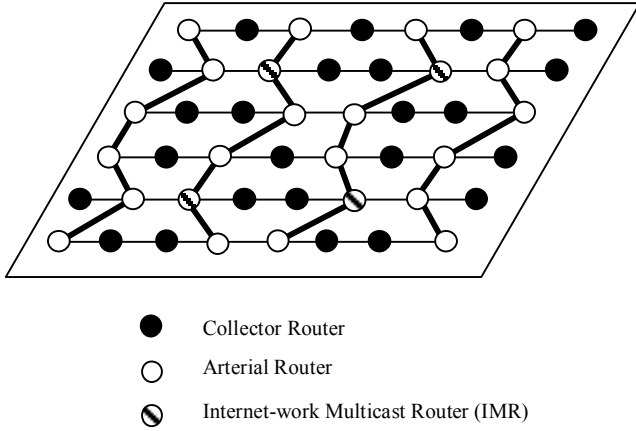 Collector Router
Arterial Router
Internet-work Multicast Router (IMR)